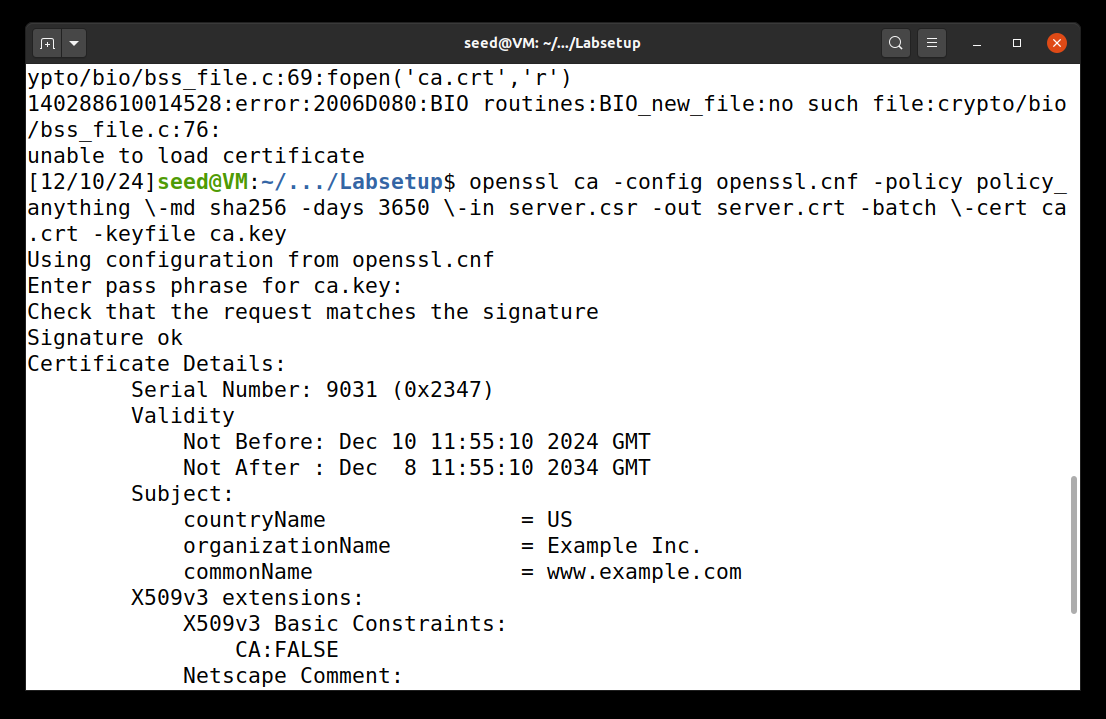 seed@VM: ~/.../Labsetup
ypto/bio/bss_file.c:69:fopen('ca.crt','r')
140288610014528:error:2006D080:BIO routines:BIO_new_file:no such file:crypto/bio
/bss_file.c:76:
unable to load certificate
[12/10/24]seed@VM:~/.../Labsetup$ openssl ca -config openssl.cnf -policy policy_
anything \-md sha256 -days 3650 \-in server.csr -out server.crt -batch \-cert ca
.crt -keyfile ca.key
Using configuration from openssl.cnf
Enter pass phrase for ca.key:
Check that the request matches the signature
Signature ok
Certificate Details:
        Serial Number: 9031 (0x2347)
        Validity
            Not Before: Dec 10 11:55:10 2024 GMT
            Not After : Dec  8 11:55:10 2034 GMT
        Subject:
            countryName               = US
            organizationName          = Example Inc.
            commonName                = www.example.com
        X509v3 extensions:
            X509v3 Basic Constraints:
                CA:FALSE
            Netscape Comment: